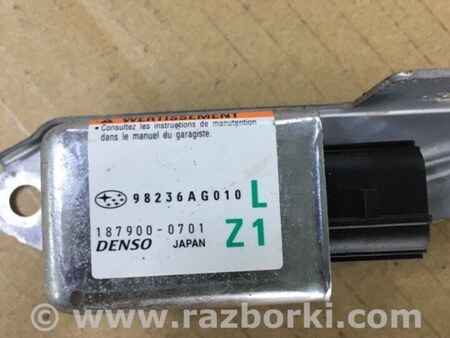 AVERTISSEMENT
• Consultez les instructions de manutention
dans le manuel du garagiste.
98236AG010 L
187900-0701 Z1
DENSO JAPAN
www.razborki.com